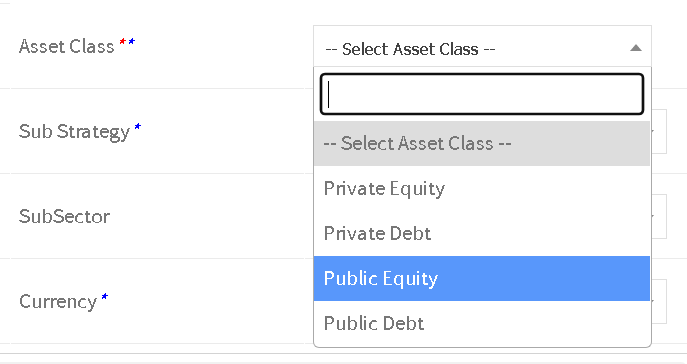 Asset Class **
-- Select Asset Class --
-- Select Asset Class --
Sub Strategy *
Private Equity
SubSector
Private Debt
Public Equity
Currency *
Public Debt